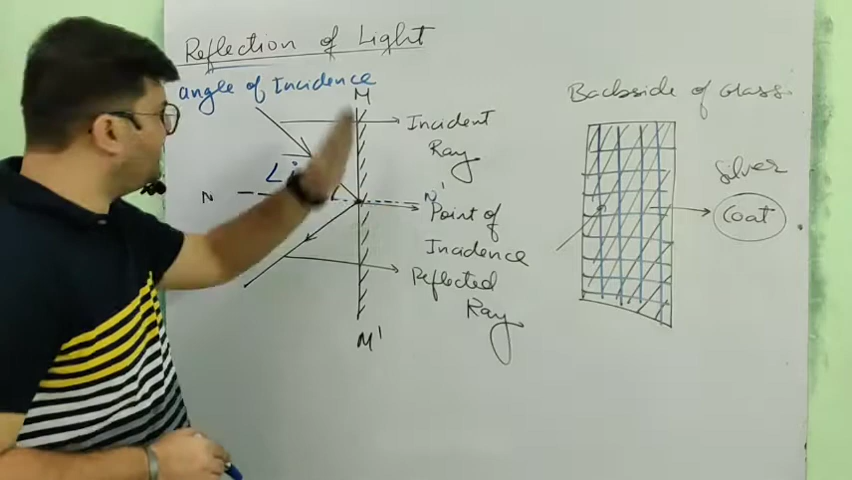 Reflection of Light
angle of Incidence
M
Incident
Ray
∠i
N
N'
Point of
Incidence
Reflected
Ray
M'
Backside of Glass
Silver
Coat